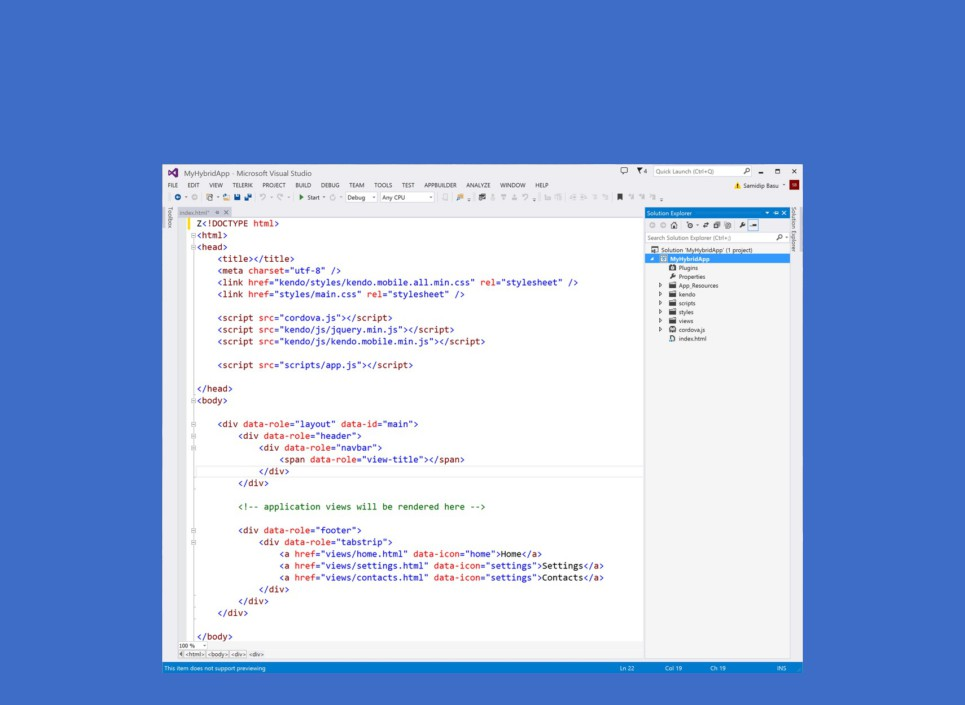 MyHybridApp - Microsoft Visual Studio
4
Quick Launch (Ctrl+Q)
FILE EDIT VIEW TELERIK PROJECT BUILD DEBUG TEAM TOOLS TEST APPBUILDER ANALYZE WINDOW HELP
Samidip Basu
Start Debug Any CPU
Toolbox
index.html*
Z<!DOCTYPE html>
<html>
<head>
<title></title>
<meta charset="utf-8" />
<link href="kendo/styles/kendo.mobile.all.min.css" rel="stylesheet" />
<link href="styles/main.css" rel="stylesheet" />
<script src="cordova.js"></script>
<script src="kendo/js/jquery.min.js"></script>
<script src="kendo/js/kendo.mobile.min.js"></script>
<script src="scripts/app.js"></script>
</head>
<body>
<div data-role="layout" data-id="main">
<div data-role="header">
<div data-role="navbar">
<span data-role="view-title"></span>
</div>
</div>
<!-- application views will be rendered here -->
<div data-role="footer">
<div data-role="tabstrip">
<a href="views/home.html" data-icon="home">Home</a>
<a href="views/settings.html" data-icon="settings">Settings</a>
<a href="views/contacts.html" data-icon="settings">Contacts</a>
</div>
</div>
</div>
</body>
100 %
<html> <body> <div> <div>
Solution Explorer
Search Solution Explorer (Ctrl+;)
Solution 'MyHybridApp' (1 project)
MyHybridApp
Plugins
Properties
App_Resources
kendo
scripts
styles
views
cordova.js
index.html
Solution Explorer
This item does not support previewing
Ln 22 Col 19 Ch 19 INS